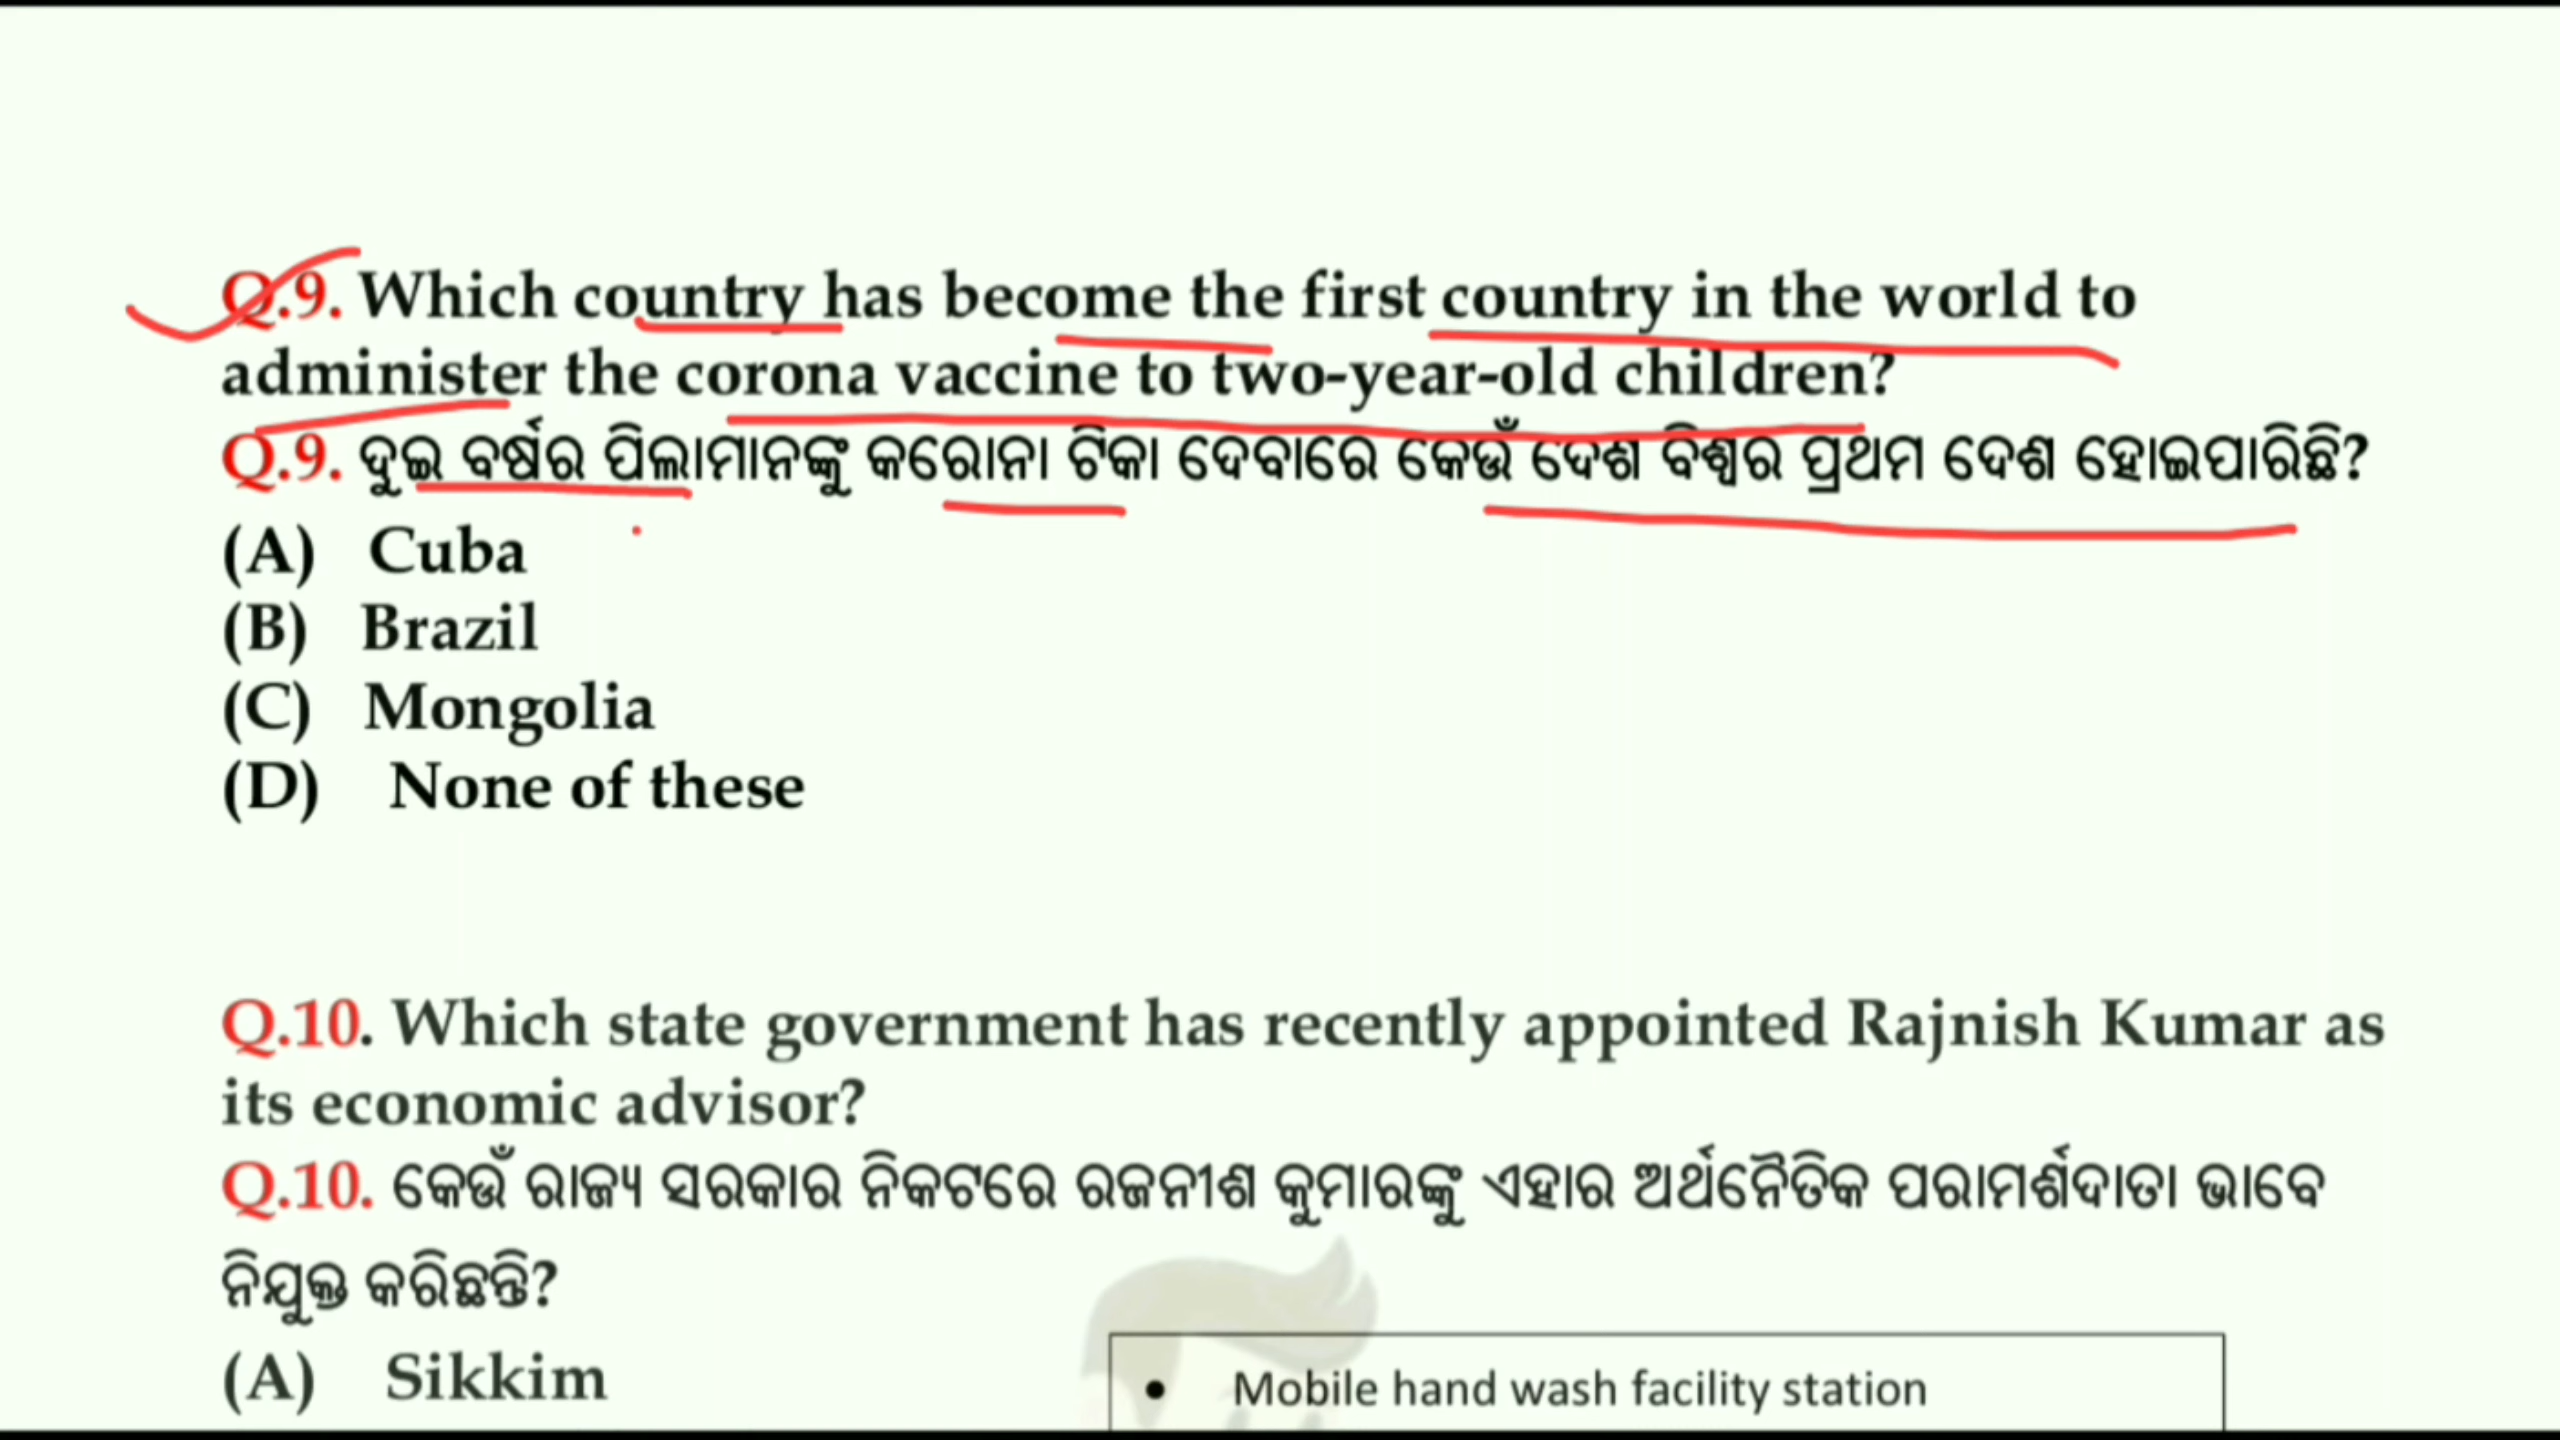 Q.9. Which country has become the first country in the world to
administer the corona vaccine to two-year-old children?
Q.9. ଦୁଇ ବର୍ଷର ପିଲାମାନଙ୍କୁ କରୋନା ଟିକା ଦେବାରେ କେଉଁ ଦେଶ ବିଶ୍ୱର ପ୍ରଥମ ଦେଶ ହୋଇପାରିଛି?
(A) Cuba
(B) Brazil
(C) Mongolia
(D) None of these
Q.10. Which state government has recently appointed Rajnish Kumar as
its economic advisor?
Q.10. କେଉଁ ରାଜ୍ୟ ସରକାର ନିକଟରେ ରଜନୀଶ କୁମାରଙ୍କୁ ଏହାର ଅର୍ଥନୈତିକ ପରାମର୍ଶଦାତା ଭାବେ
ନିଯୁକ୍ତ କରିଛନ୍ତି?
(A) Sikkim
• Mobile hand wash facility station